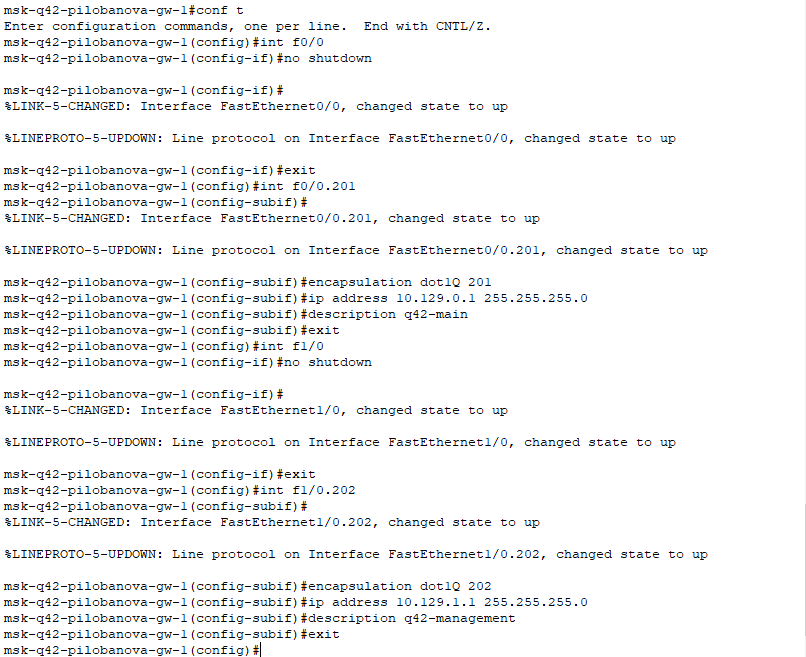 msk-q42-pilobanova-gw-1#conf t
Enter configuration commands, one per line.  End with CNTL/Z.
msk-q42-pilobanova-gw-1(config)#int f0/0
msk-q42-pilobanova-gw-1(config-if)#no shutdown

msk-q42-pilobanova-gw-1(config-if)#
%LINK-5-CHANGED: Interface FastEthernet0/0, changed state to up

%LINEPROTO-5-UPDOWN: Line protocol on Interface FastEthernet0/0, changed state to up

msk-q42-pilobanova-gw-1(config-if)#exit
msk-q42-pilobanova-gw-1(config)#int f0/0.201
msk-q42-pilobanova-gw-1(config-subif)#
%LINK-5-CHANGED: Interface FastEthernet0/0.201, changed state to up

%LINEPROTO-5-UPDOWN: Line protocol on Interface FastEthernet0/0.201, changed state to up

msk-q42-pilobanova-gw-1(config-subif)#encapsulation dot1Q 201
msk-q42-pilobanova-gw-1(config-subif)#ip address 10.129.0.1 255.255.255.0
msk-q42-pilobanova-gw-1(config-subif)#description q42-main
msk-q42-pilobanova-gw-1(config-subif)#exit
msk-q42-pilobanova-gw-1(config)#int f1/0
msk-q42-pilobanova-gw-1(config-if)#no shutdown

msk-q42-pilobanova-gw-1(config-if)#
%LINK-5-CHANGED: Interface FastEthernet1/0, changed state to up

%LINEPROTO-5-UPDOWN: Line protocol on Interface FastEthernet1/0, changed state to up

msk-q42-pilobanova-gw-1(config-if)#exit
msk-q42-pilobanova-gw-1(config)#int f1/0.202
msk-q42-pilobanova-gw-1(config-subif)#
%LINK-5-CHANGED: Interface FastEthernet1/0.202, changed state to up

%LINEPROTO-5-UPDOWN: Line protocol on Interface FastEthernet1/0.202, changed state to up

msk-q42-pilobanova-gw-1(config-subif)#encapsulation dot1Q 202
msk-q42-pilobanova-gw-1(config-subif)#ip address 10.129.1.1 255.255.255.0
msk-q42-pilobanova-gw-1(config-subif)#description q42-management
msk-q42-pilobanova-gw-1(config-subif)#exit
msk-q42-pilobanova-gw-1(config)#